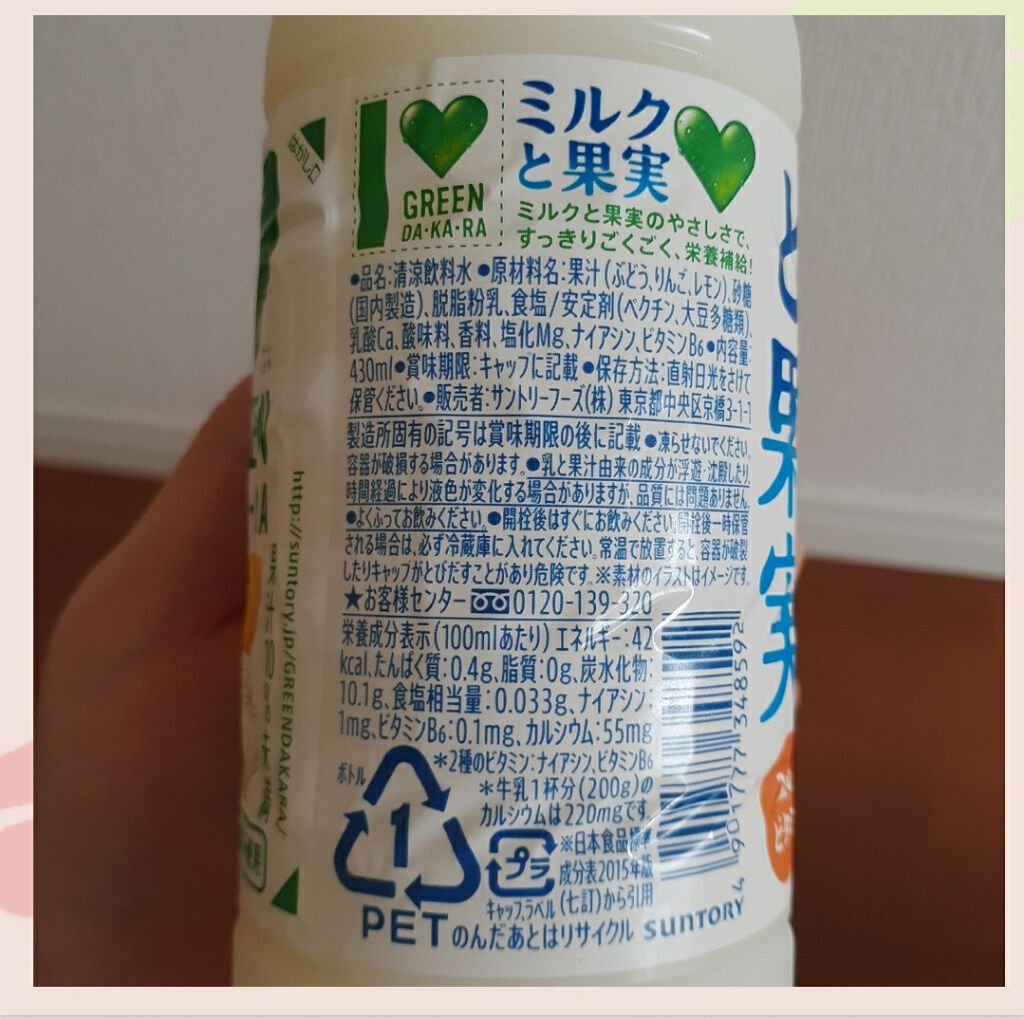 はがし口
GREEN
DA・KA・RA
ミルク
と果実
ミルクと果実のやさしさで、
すっきりごくごく、栄養補給!
●品名:清涼飲料水 ●原材料名:果汁(ぶどう、りんご、レモン)、砂糖
(国内製造)、脱脂粉乳、食塩/安定剤(ペクチン、大豆多糖類)、
乳酸Ca、酸味料、香料、塩化Mg、ナイアシン、ビタミンB6 ●内容量:
430ml ●賞味期限:キャップに記載 ●保存方法:直射日光をさけて
保管ください。●販売者:サントリーフーズ(株) 東京都中央区京橋3-1-1
製造所固有の記号は賞味期限の後に記載 ●凍らせないでください。
容器が破損する場合があります。●乳と果汁由来の成分が浮遊・沈殿したり、
時間経過により液色が変化する場合がありますが、品質には問題ありません。
●よくふってお飲みください。●開栓後はすぐにお飲みください。開栓後一時保管
される場合は、必ず冷蔵庫に入れてください。常温で放置すると、容器が破裂
したりキャップがとびだすことがあり危険です。※素材のイラストはイメージです。
★お客様センター 0120-139-320
栄養成分表示(100mlあたり) エネルギー:42
kcal、たんぱく質:0.4g、脂質:0g、炭水化物:
10.1g、食塩相当量:0.033g、ナイアシン:
1mg、ビタミンB6:0.1mg、カルシウム:55mg
*2種のビタミン:ナイアシン、ビタミンB6
*牛乳1杯分(200g)の
カルシウムは220mgです。
※日本食品標準
成分表2015年版
(七訂)から引用
ボトル
1
PET
プラ
キャップ、ラベル
のんだあとはリサイクル
SUNTORY
4 901777 348592
http://suntory.jp/GREENDAKARA/
と果実